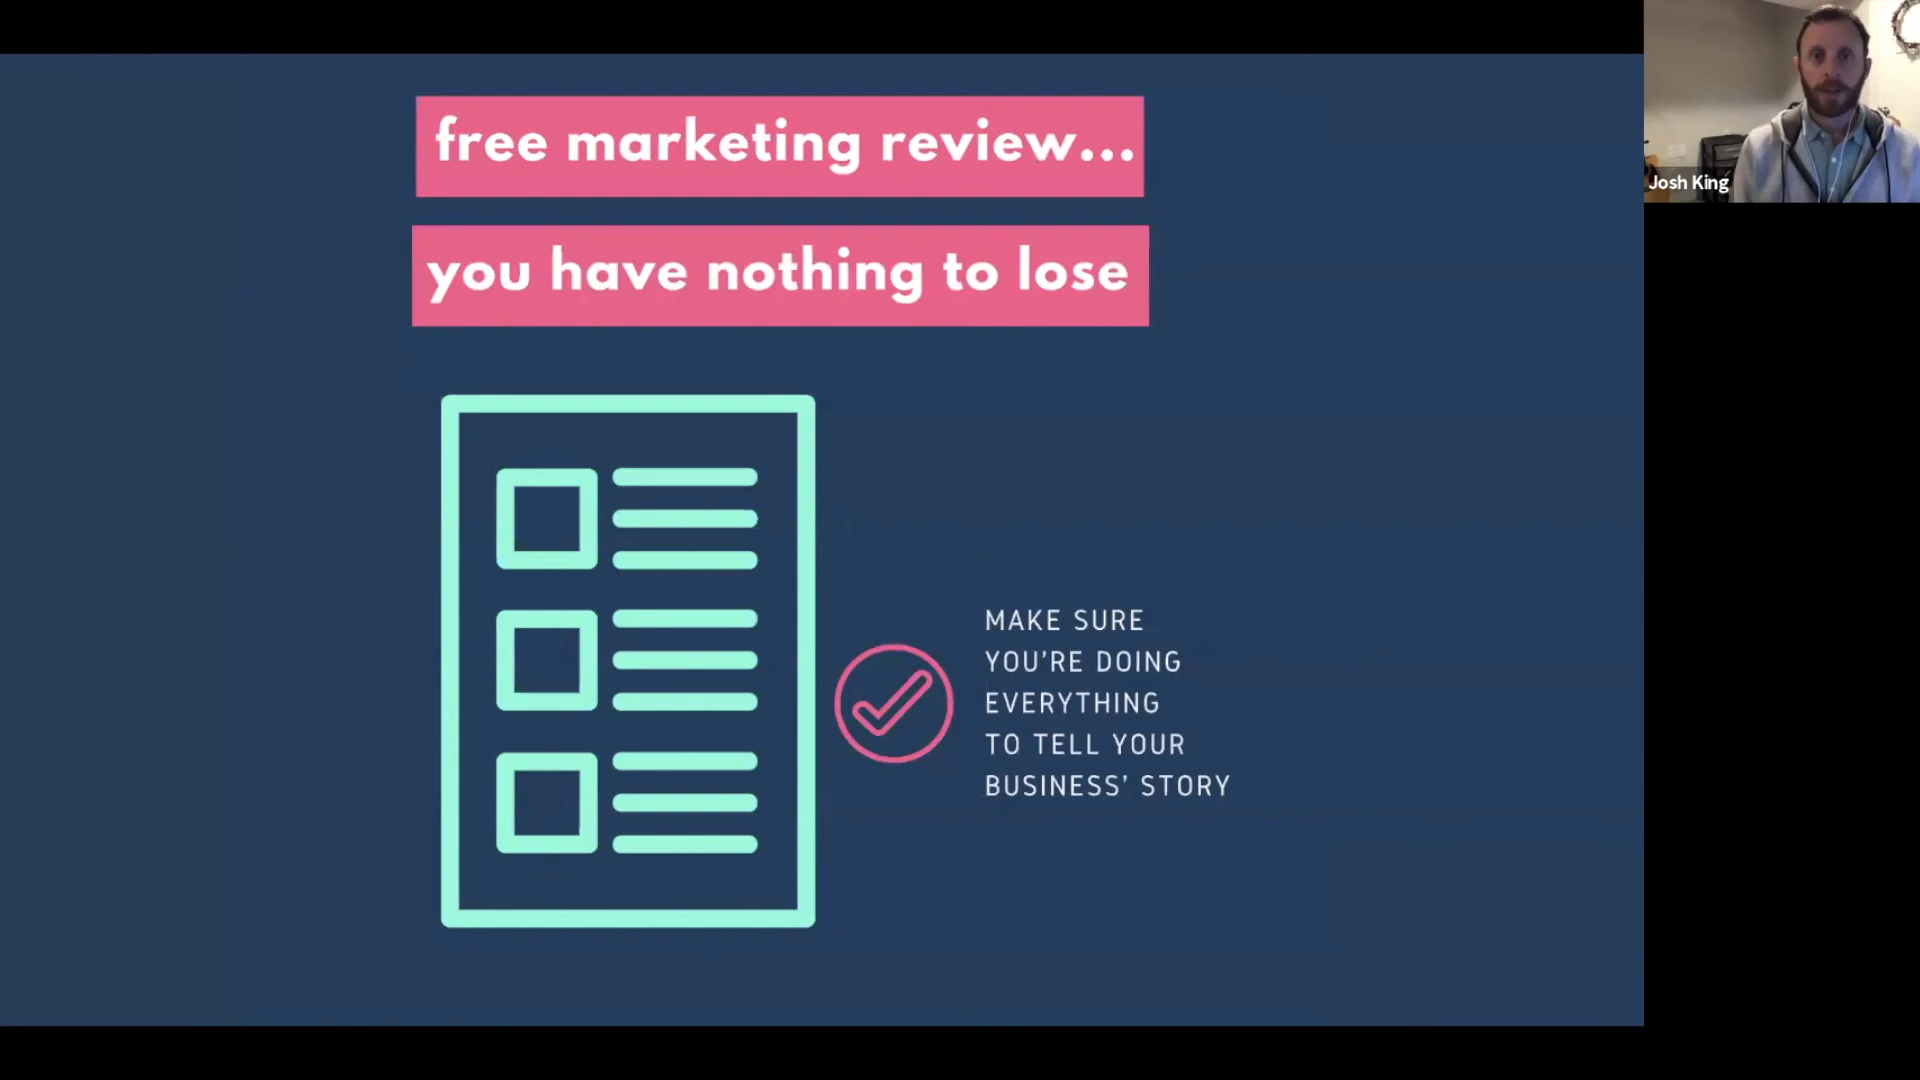 free marketing review...
you have nothing to lose
MAKE SURE
YOU'RE DOING
EVERYTHING
TO TELL YOUR
BUSINESS' STORY
Josh King